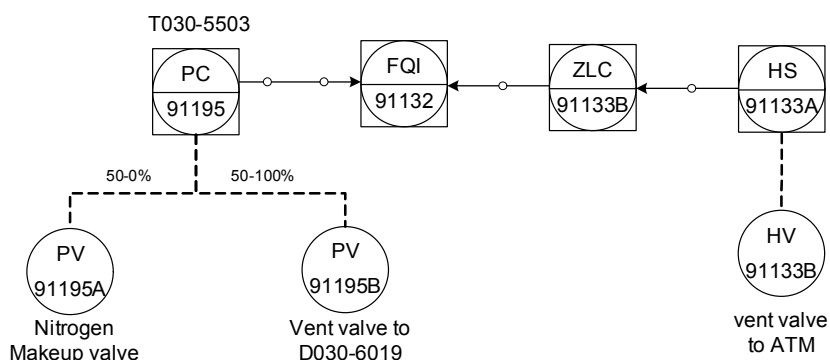 T030-5503
PC
91195
FQI
91132
ZLC
91133B
HS
91133A
50-0%
50-100%
PV
91195A
PV
91195B
HV
91133B
Nitrogen
Makeup valve
Vent valve to
D030-6019
vent valve
to ATM